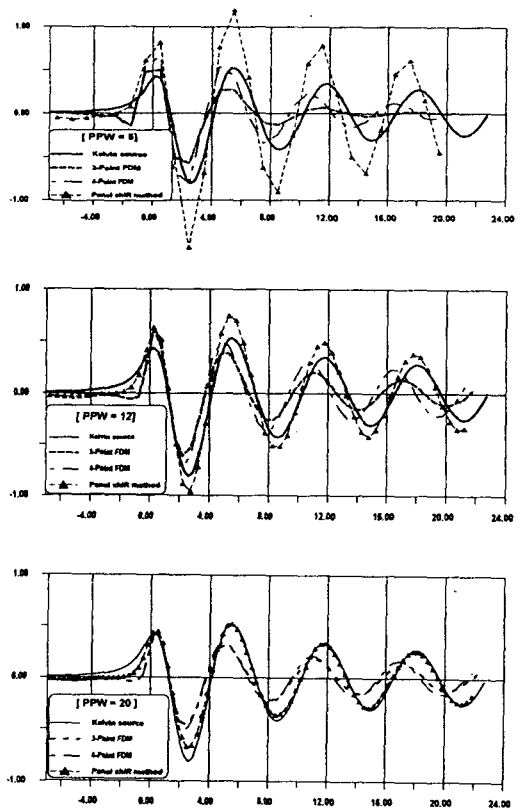 1.00
0.00
-1.00
[ PPW = 8]
Kelvin source
3-Point FDM
4-Point FDM
Panel shift method
-4.00 0.00 4.00 8.00 12.00 16.00 20.00 24.00
1.00
0.00
-1.00
[ PPW = 12]
Kelvin source
3-Point FDM
4-Point FDM
Panel shift method
-4.00 0.00 4.00 8.00 12.00 16.00 20.00 24.00
1.00
0.00
-1.00
[ PPW = 20 ]
Kelvin source
3-Point FDM
4-Point FDM
Panel shift method
-4.00 0.00 4.00 8.00 12.00 16.00 20.00 24.00